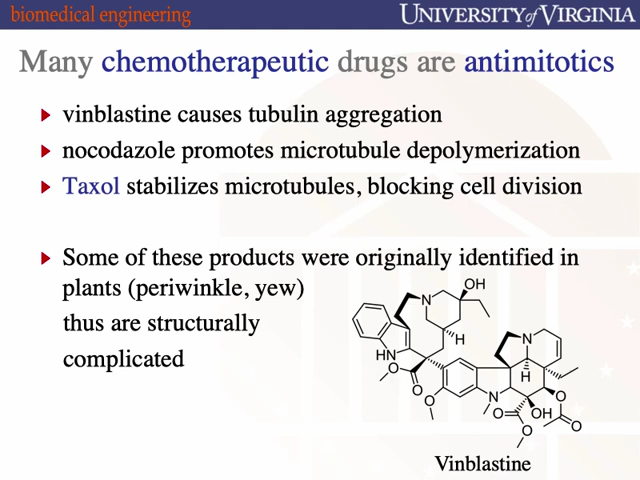 biomedical engineering
UNIVERSITY of VIRGINIA
Many chemotherapeutic drugs are antimitotics
vinblastine causes tubulin aggregation
nocodazole promotes microtubule depolymerization
Taxol stabilizes microtubules, blocking cell division
Some of these products were originally identified in
plants (periwinkle, yew)
thus are structurally
complicated
OH
N
H
HN
O
O
O
N
N
H
O
OH
O
O
O
Vinblastine